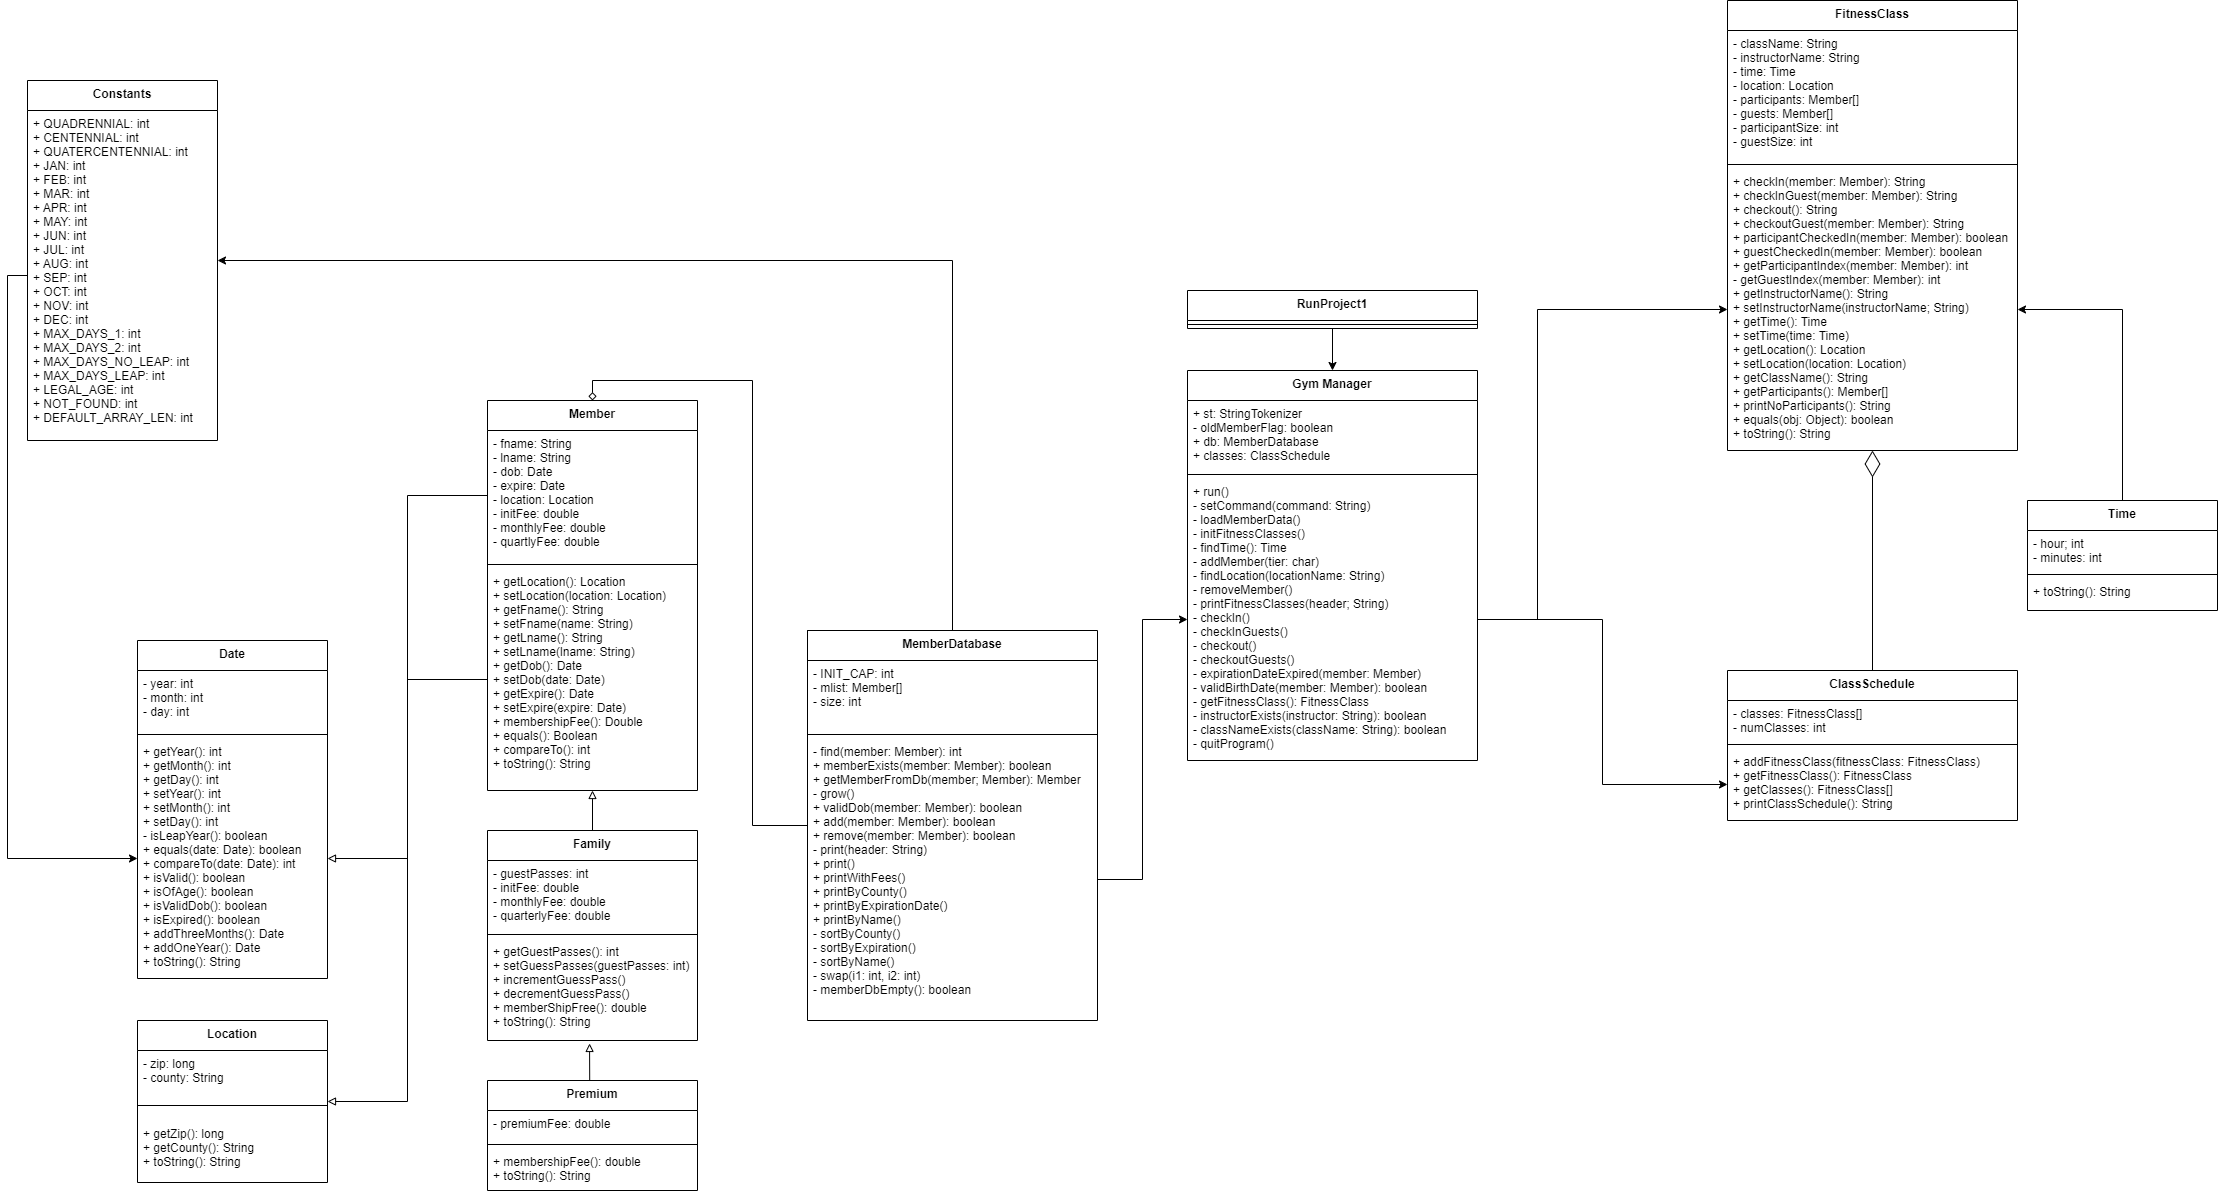 Constants
+ QUADRENNIAL: int
+ CENTENNIAL: int
+ QUATERCENTENNIAL: int
+ JAN: int
+ FEB: int
+ MAR: int
+ APR: int
+ MAY: int
+ JUN: int
+ JUL: int
+ AUG: int
+ SEP: int
+ OCT: int
+ NOV: int
+ DEC: int
+ MAX_DAYS_1: int
+ MAX_DAYS_2: int
+ MAX_DAYS_NO_LEAP: int
+ MAX_DAYS_LEAP: int
+ LEGAL_AGE: int
+ NOT_FOUND: int
+ DEFAULT_ARRAY_LEN: int
Date
- year: int
- month: int
- day: int
+ getYear(): int
+ getMonth(): int
+ getDay(): int
+ setYear(): int
+ setMonth(): int
+ setDay(): int
- isLeapYear(): boolean
+ equals(date: Date): boolean
+ compareTo(date: Date): int
+ isValid(): boolean
+ isOfAge(): boolean
+ isValidDob(): boolean
+ isExpired(): boolean
+ addThreeMonths(): Date
+ addOneYear(): Date
+ toString(): String
Location
- zip: long
- county: String
+ getZip(): long
+ getCounty(): String
+ toString(): String
Member
- fname: String
- lname: String
- dob: Date
- expire: Date
- location: Location
- initFee: double
- monthlyFee: double
- quartlyFee: double
+ getLocation(): Location
+ setLocation(location: Location)
+ getFname(): String
+ setFname(name: String)
+ getLname(): String
+ setLname(lname: String)
+ getDob(): Date
+ setDob(date: Date)
+ getExpire(): Date
+ setExpire(expire: Date)
+ membershipFee(): Double
+ equals(): Boolean
+ compareTo(): int
+ toString(): String
Family
- guestPasses: int
- initFee: double
- monthlyFee: double
- quarterlyFee: double
+ getGuestPasses(): int
+ setGuessPasses(guestPasses: int)
+ incrementGuessPass()
+ decrementGuessPass()
+ memberShipFree(): double
+ toString(): String
Premium
- premiumFee: double
+ membershipFee(): double
+ toString(): String
MemberDatabase
- INIT_CAP: int
- mlist: Member[]
- size: int
- find(member: Member): int
+ memberExists(member: Member): boolean
+ getMemberFromDb(member; Member): Member
- grow()
+ validDob(member: Member): boolean
+ add(member: Member): boolean
+ remove(member: Member): boolean
- print(header: String)
+ print()
+ printWithFees()
+ printByCounty()
+ printByExpirationDate()
+ printByName()
- sortByCounty()
- sortByExpiration()
- sortByName()
- swap(i1: int, i2: int)
- memberDbEmpty(): boolean
RunProject1
Gym Manager
+ st: StringTokenizer
- oldMemberFlag: boolean
+ db: MemberDatabase
+ classes: ClassSchedule
+ run()
- setCommand(command: String)
- loadMemberData()
- initFitnessClasses()
- findTime(): Time
- addMember(tier: char)
- findLocation(locationName: String)
- removeMember()
- printFitnessClasses(header; String)
- checkIn()
- checkInGuests()
- checkout()
- checkoutGuests()
- expirationDateExpired(member: Member)
- validBirthDate(member: Member): boolean
- getFitnessClass(): FitnessClass
- instructorExists(instructor: String): boolean
- classNameExists(className: String): boolean
- quitProgram()
FitnessClass
- className: String
- instructorName: String
- time: Time
- location: Location
- participants: Member[]
- guests: Member[]
- participantSize: int
- guestSize: int
+ checkIn(member: Member): String
+ checkInGuest(member: Member): String
+ checkout(): String
+ checkoutGuest(member: Member): String
+ participantCheckedIn(member: Member): boolean
+ guestCheckedIn(member: Member): boolean
+ getParticipantIndex(member: Member): int
- getGuestIndex(member: Member): int
+ getInstructorName(): String
+ setInstructorName(instructorName; String)
+ getTime(): Time
+ setTime(time: Time)
+ getLocation(): Location
+ setLocation(location: Location)
+ getClassName(): String
+ getParticipants(): Member[]
+ printNoParticipants(): String
+ equals(obj: Object): boolean
+ toString(): String
Time
- hour; int
- minutes: int
+ toString(): String
ClassSchedule
- classes: FitnessClass[]
- numClasses: int
+ addFitnessClass(fitnessClass: FitnessClass)
+ getFitnessClass(): FitnessClass
+ getClasses(): FitnessClass[]
+ printClassSchedule(): String